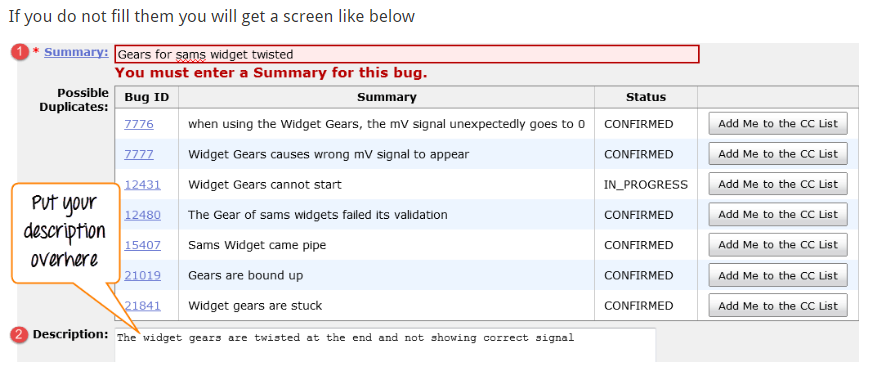 If you do not fill them you will get a screen like below
1 * Summary: Gears for sams widget twisted
You must enter a Summary for this bug.
Possible Duplicates:
Bug ID Summary Status
7776 when using the Widget Gears, the mV signal unexpectedly goes to 0 CONFIRMED Add Me to the CC List
7777 Widget Gears causes wrong mV signal to appear CONFIRMED Add Me to the CC List
12431 Widget Gears cannot start IN_PROGRESS Add Me to the CC List
12480 The Gear of sams widgets failed its validation CONFIRMED Add Me to the CC List
15407 Sams Widget came pipe CONFIRMED Add Me to the CC List
21019 Gears are bound up CONFIRMED Add Me to the CC List
21841 Widget gears are stuck CONFIRMED Add Me to the CC List
Put your
description
overhere
2 Description: The widget gears are twisted at the end and not showing correct signal